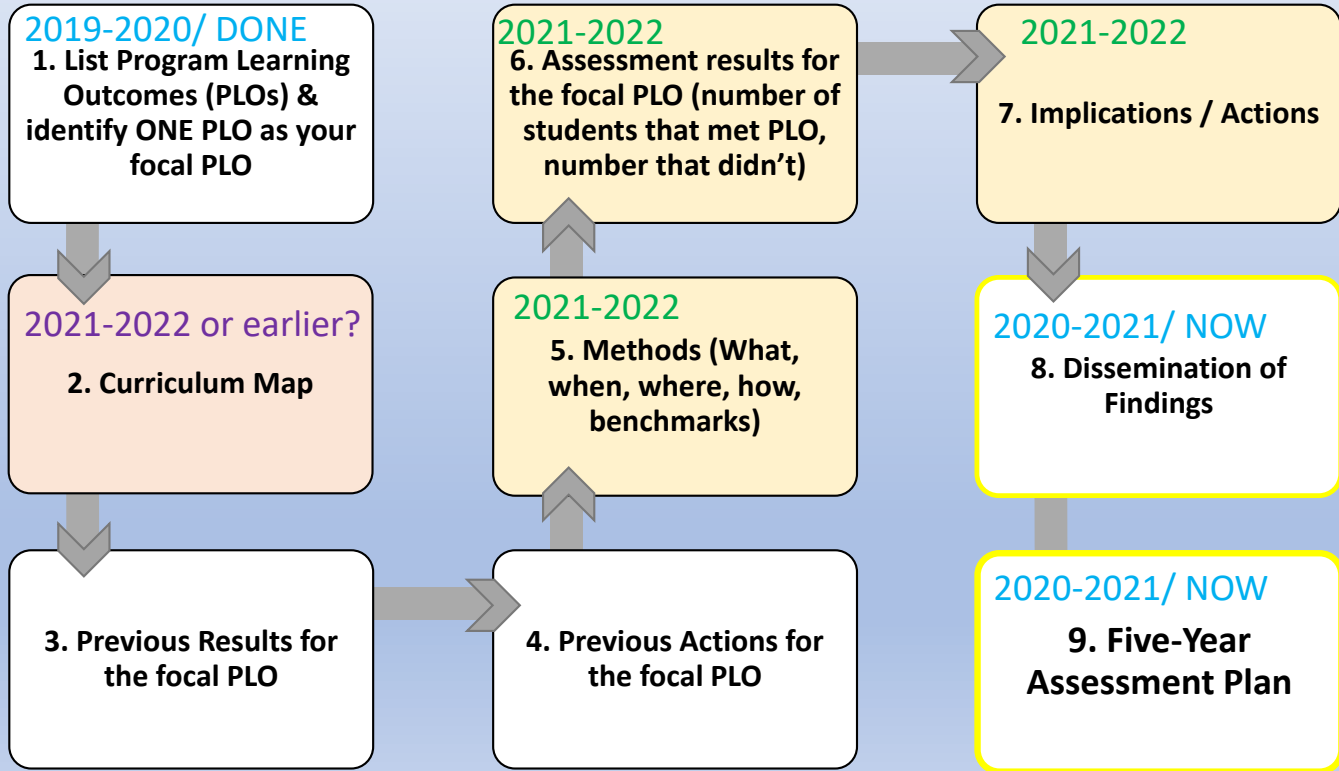 2019-2020/ DONE
1. List Program Learning
Outcomes (PLOs) &
identify ONE PLO as your
focal PLO
2021-2022 or earlier?
2. Curriculum Map
3. Previous Results for
the focal PLO
4. Previous Actions for
the focal PLO
2021-2022
5. Methods (What,
when, where, how,
benchmarks)
2021-2022
6. Assessment results for
the focal PLO (number of
students that met PLO,
number that didn’t)
2021-2022
7. Implications / Actions
2020-2021/ NOW
8. Dissemination of
Findings
2020-2021/ NOW
9. Five-Year
Assessment Plan